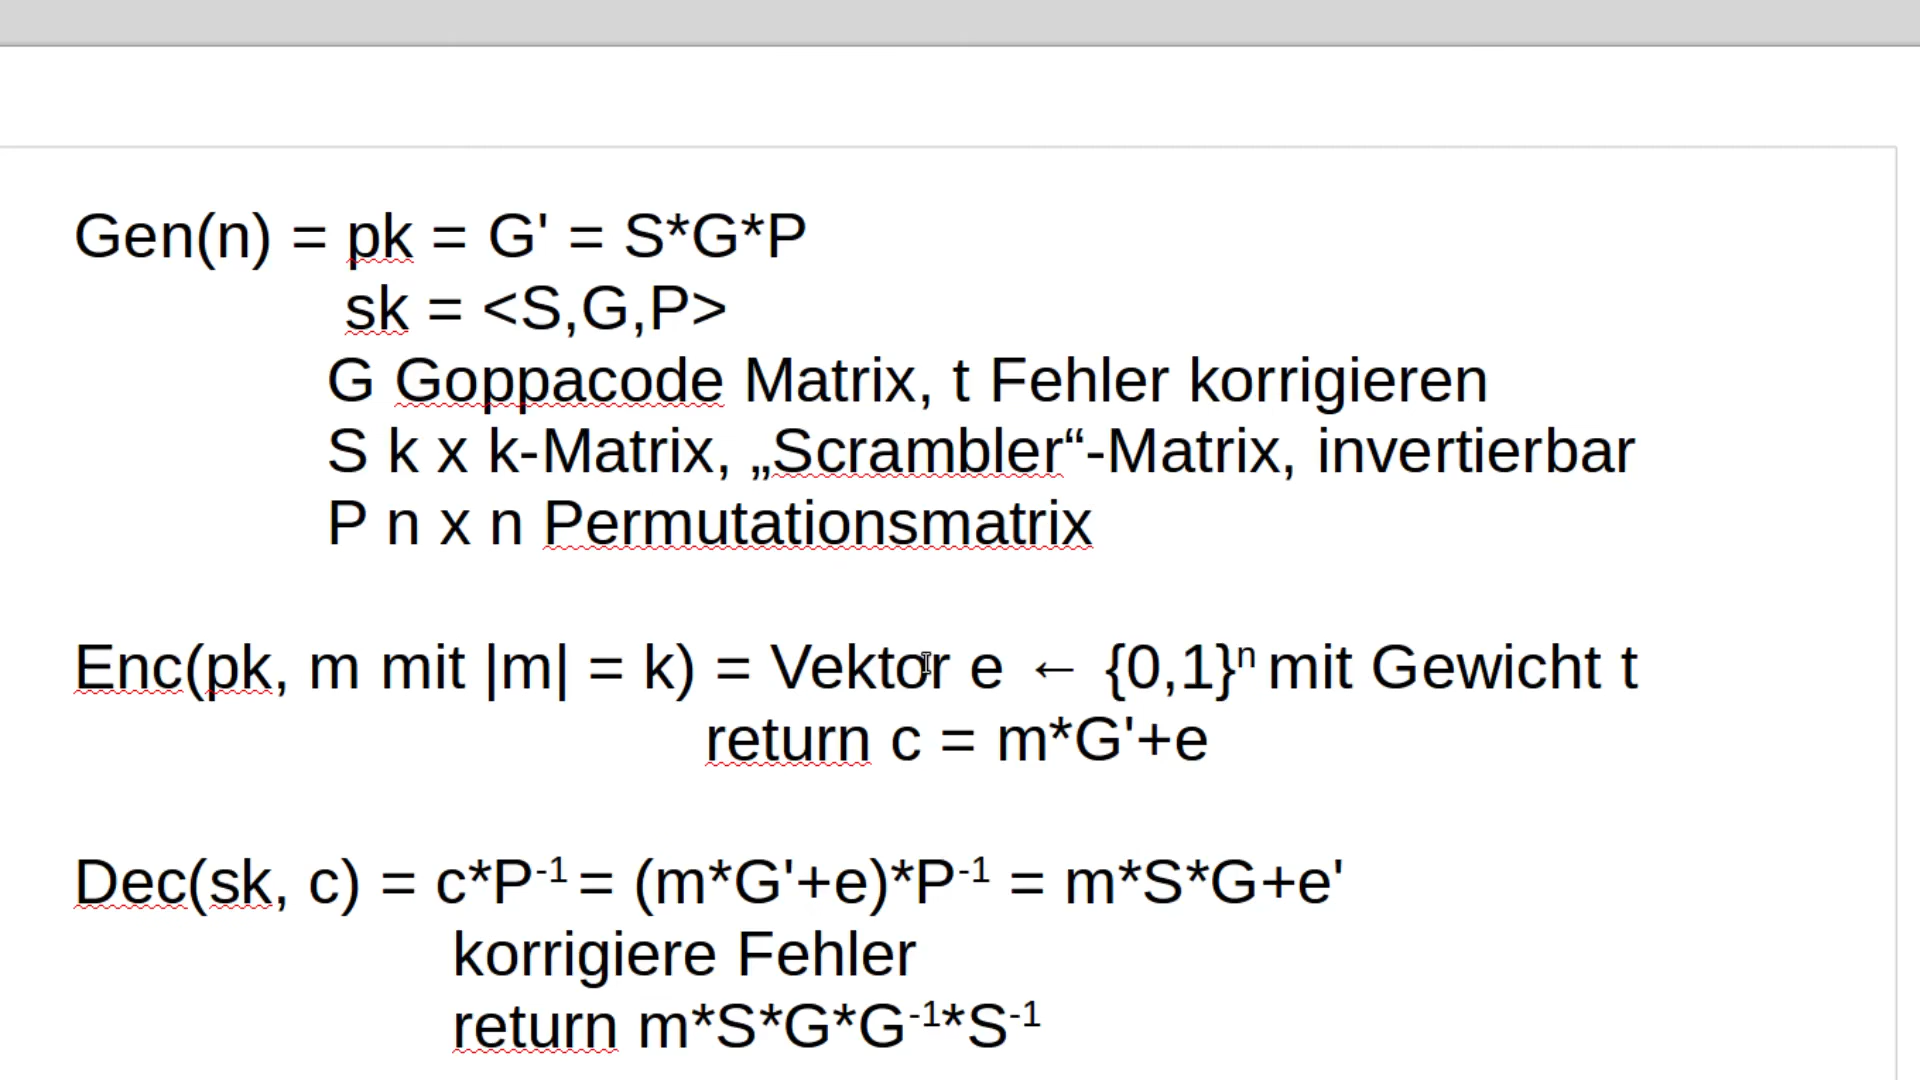 Gen(n) = pk = G' = S*G*P
sk = <S,G,P>
G Goppacode Matrix, t Fehler korrigieren
S k x k-Matrix, „Scrambler“-Matrix, invertierbar
P n x n Permutationsmatrix
Enc(pk, m mit |m| = k) = Vektor e ← {0,1}ⁿ mit Gewicht t
return c = m*G'+e
Dec(sk, c) = c*P⁻¹ = (m*G'+e)*P⁻¹ = m*S*G+e'
korrigiere Fehler
return m*S*G*G⁻¹*S⁻¹